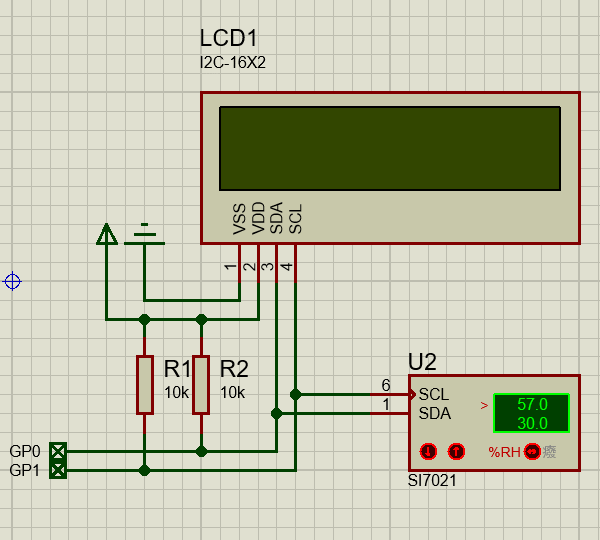 LCD1
I2C-16X2
VSS
VDD
SDA
SCL
1
2
3
4
R1
10k
R2
10k
GP0
GP1
U2
6
SCL
1
SDA
>
57.0
30.0
%RH
癈
SI7021